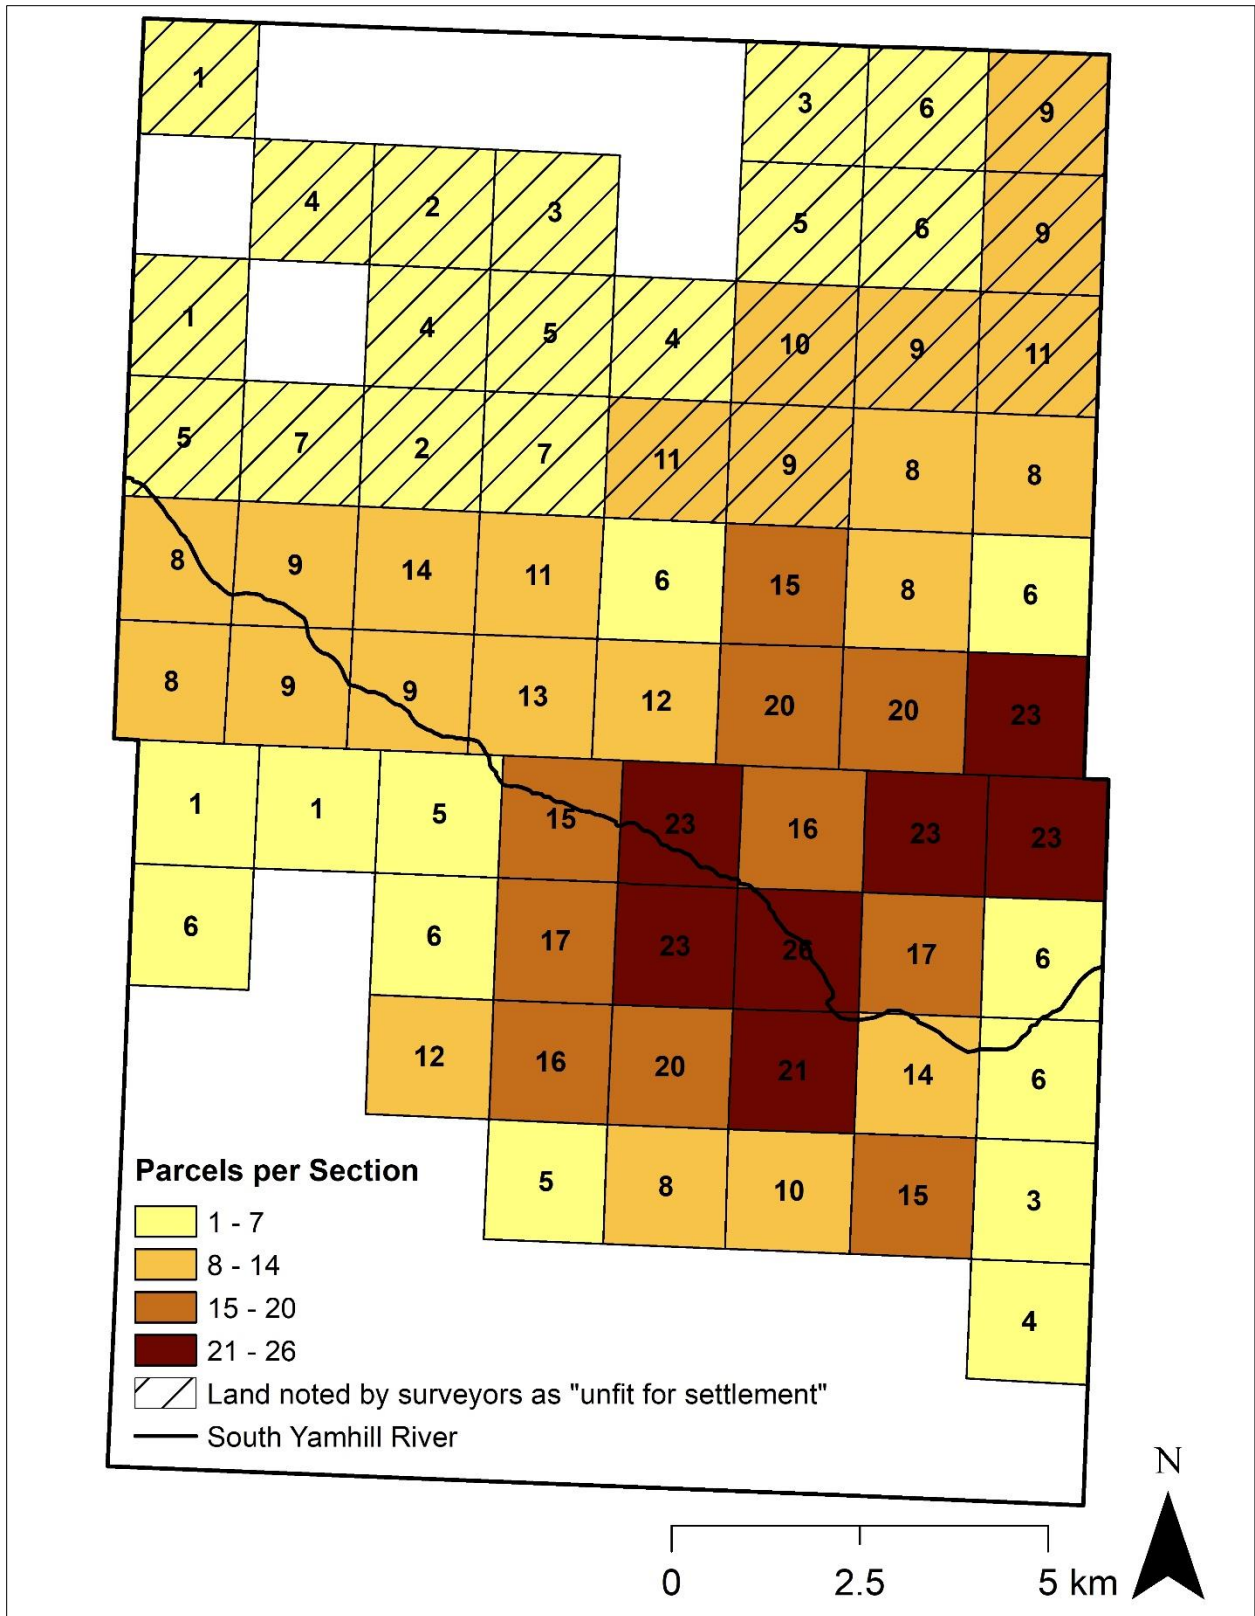 1 3 6 9
4 2 3 5 6 9
1 4 5 4 10 9 11
5 7 2 7 11 9 8 8
8 9 14 11 6 15 8 6
8 9 9 13 12 20 20 23
1 1 5 15 23 16 23 23
6 6 17 23 26 17 6
12 16 20 21 14 6
5 8 10 15 3
4
Parcels per Section
1 - 7
8 - 14
15 - 20
21 - 26
Land noted by surveyors as "unfit for settlement"
South Yamhill River
N
0 2.5 5 km